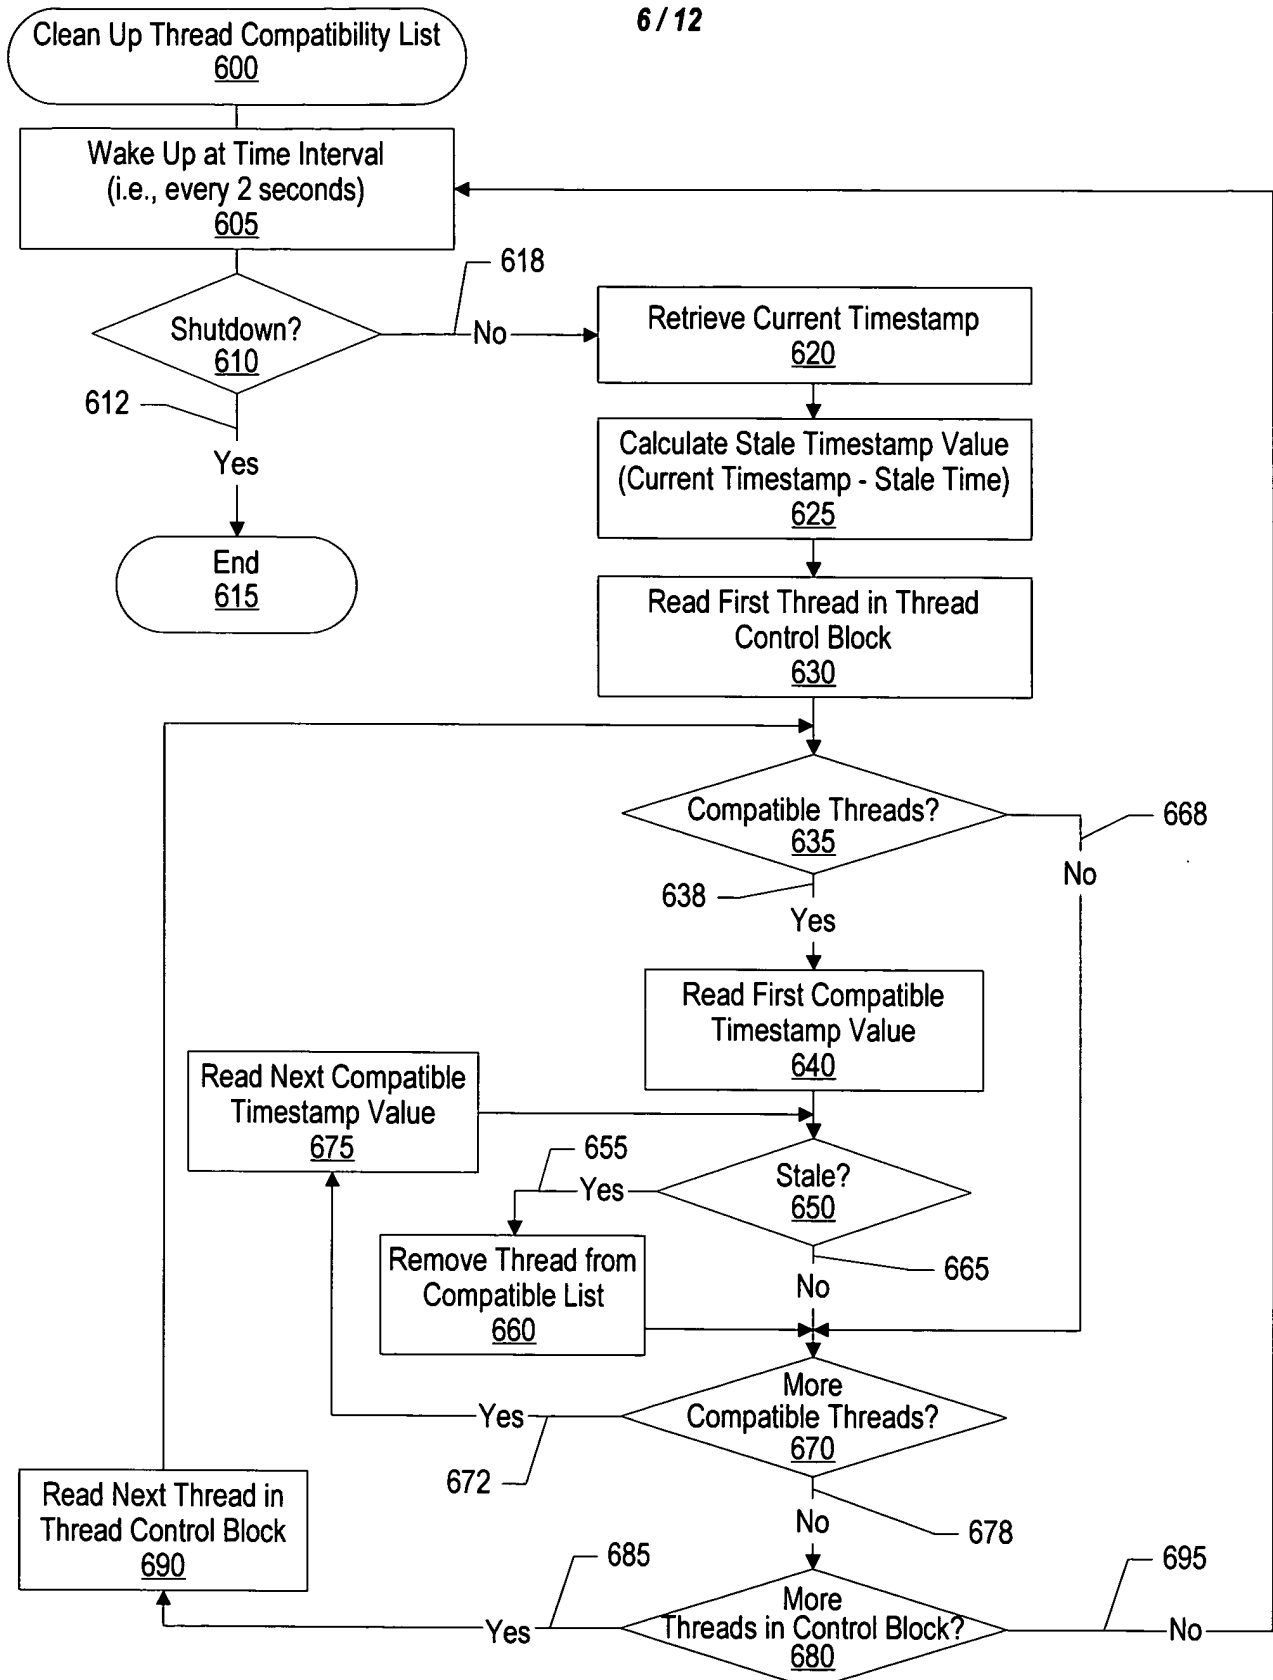 6 / 12
Clean Up Thread Compatibility List
600
Wake Up at Time Interval
(i.e., every 2 seconds)
605
618
Shutdown?
610
No
Retrieve Current Timestamp
620
612
Yes
Calculate Stale Timestamp Value
(Current Timestamp - Stale Time)
625
End
615
Read First Thread in Thread
Control Block
630
Compatible Threads?
635
668
No
638
Yes
Read First Compatible
Timestamp Value
640
Read Next Compatible
Timestamp Value
675
655
Yes
Stale?
650
665
No
Remove Thread from
Compatible List
660
More
Compatible Threads?
670
Yes
672
678
No
Read Next Thread in
Thread Control Block
690
685
695
Yes
More
Threads in Control Block?
680
No